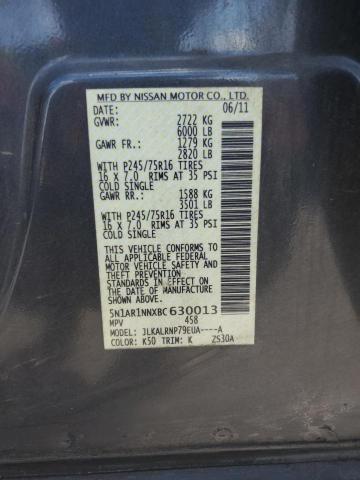 MFD BY NISSAN MOTOR CO., LTD.
DATE: 06/11
GVWR: 2722 KG
6000 LB
GAWR FR.: 1279 KG
2820 LB
WITH P245/75R16 TIRES
16 X 7.0 RIMS AT 35 PSI
COLD SINGLE
GAWR RR.: 1588 KG
3501 LB
WITH P245/75R16 TIRES
16 X 7.0 RIMS AT 35 PSI
COLD SINGLE
THIS VEHICLE CONFORMS TO
ALL APPLICABLE FEDERAL
MOTOR VEHICLE SAFETY AND
THEFT PREVENTION
STANDARDS IN EFFECT ON
THE DATE OF MANUFACTURE
SHOWN ABOVE.
5N1AR1NNXBC630013
MPV 458
MODEL: JLKALRNP79EUA----A
COLOR: K50 TRIM: K ZS30A